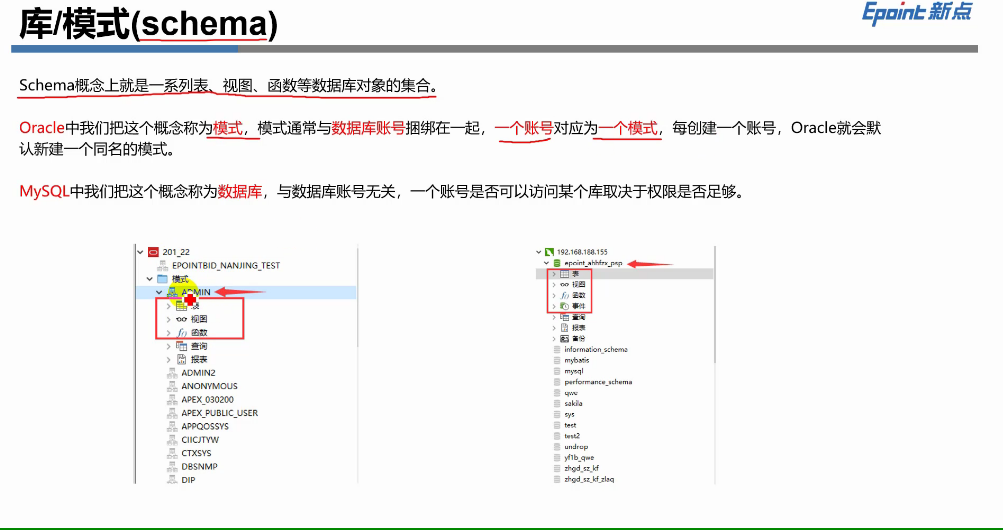 库/模式(schema)
Epoint 新点
Schema概念上就是一系列表、视图、函数等数据库对象的集合。
Oracle中我们把这个概念称为模式，模式通常与数据库账号捆绑在一起，一个账号对应为一个模式，每创建一个账号，Oracle就会默
认新建一个同名的模式。
MySQL中我们把这个概念称为数据库，与数据库账号无关，一个账号是否可以访问某个库取决于权限是否足够。
201_22
EPOINTBID_NANJING_TEST
模式
ADMIN
表
视图
函数
查询
报表
ADMIN2
ANONYMOUS
APEX_030200
APEX_PUBLIC_USER
APPQOSSYS
CIICJTYW
CTXSYS
DBSNMP
DIP
192.168.188.155
epoint_ahhfzx_psp
表
视图
函数
事件
查询
报表
备份
information_schema
mybatis
mysql
performance_schema
qwe
sakila
sys
test
test2
undrop
yf1b_qwe
zhgd_sz_kf
zhgd_sz_kf_zlaq